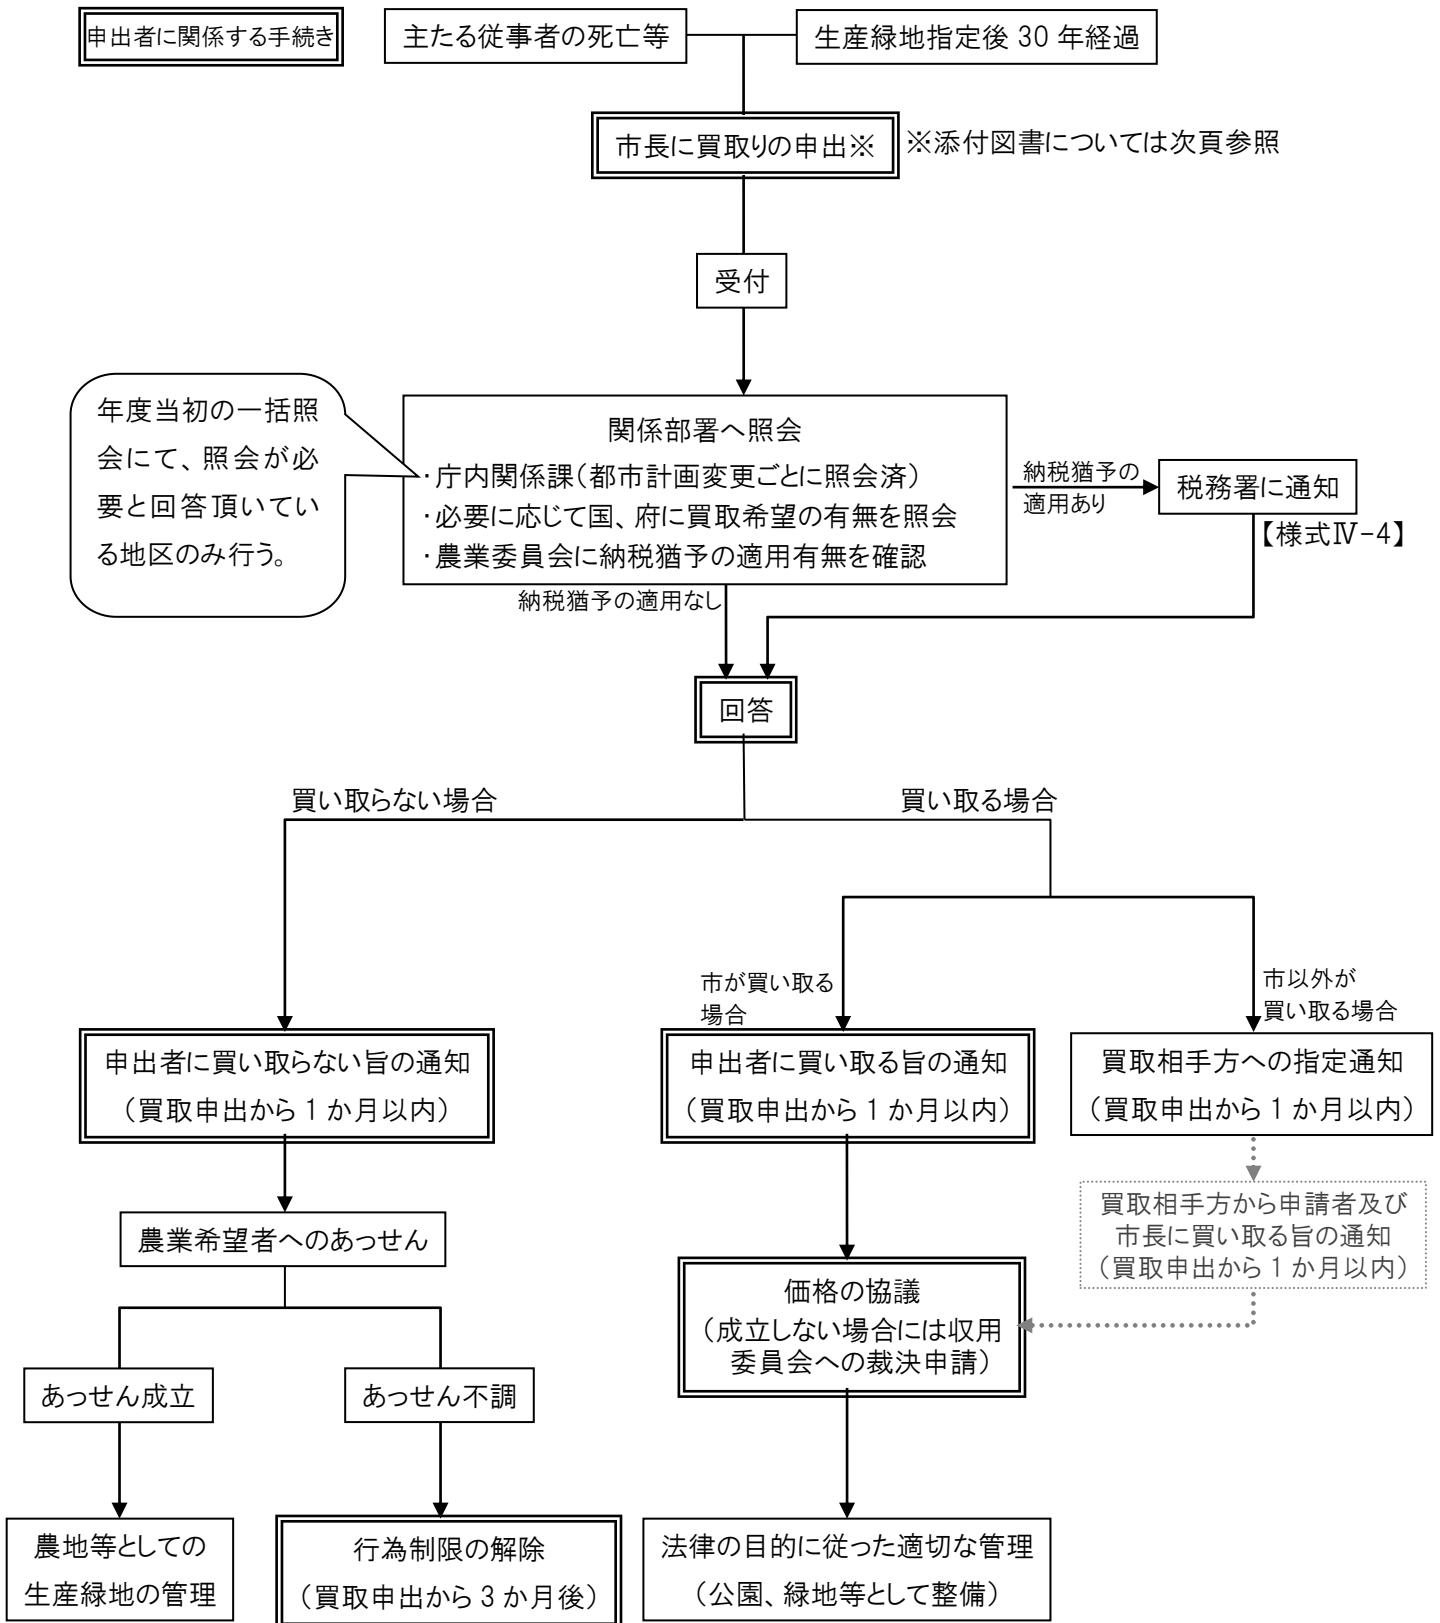 申出者に関係する手続き
主たる従事者の死亡等
生産緑地指定後 30 年経過
市長に買取りの申出※
※添付図書については次頁参照
受付
年度当初の一括照
会にて、照会が必
要と回答頂いてい
る地区のみ行う。
関係部署へ照会
・庁内関係課(都市計画変更ごとに照会済)
・必要に応じて国、府に買取希望の有無を照会
・農業委員会に納税猶予の適用有無を確認
納税猶予の
適用あり
税務署に通知
【様式Ⅳ-4】
納税猶予の適用なし
回答
買い取らない場合
買い取る場合
市が買い取る
場合
市以外が
買い取る場合
申出者に買い取らない旨の通知
(買取申出から 1 か月以内)
申出者に買い取る旨の通知
(買取申出から 1 か月以内)
買取相手方への指定通知
(買取申出から 1 か月以内)
買取相手方から申請者及び
市長に買い取る旨の通知
(買取申出から 1 か月以内)
農業希望者へのあっせん
価格の協議
(成立しない場合には収用
委員会への裁決申請)
あっせん成立
あっせん不調
農地等としての
生産緑地の管理
行為制限の解除
(買取申出から 3 か月後)
法律の目的に従った適切な管理
(公園、緑地等として整備)